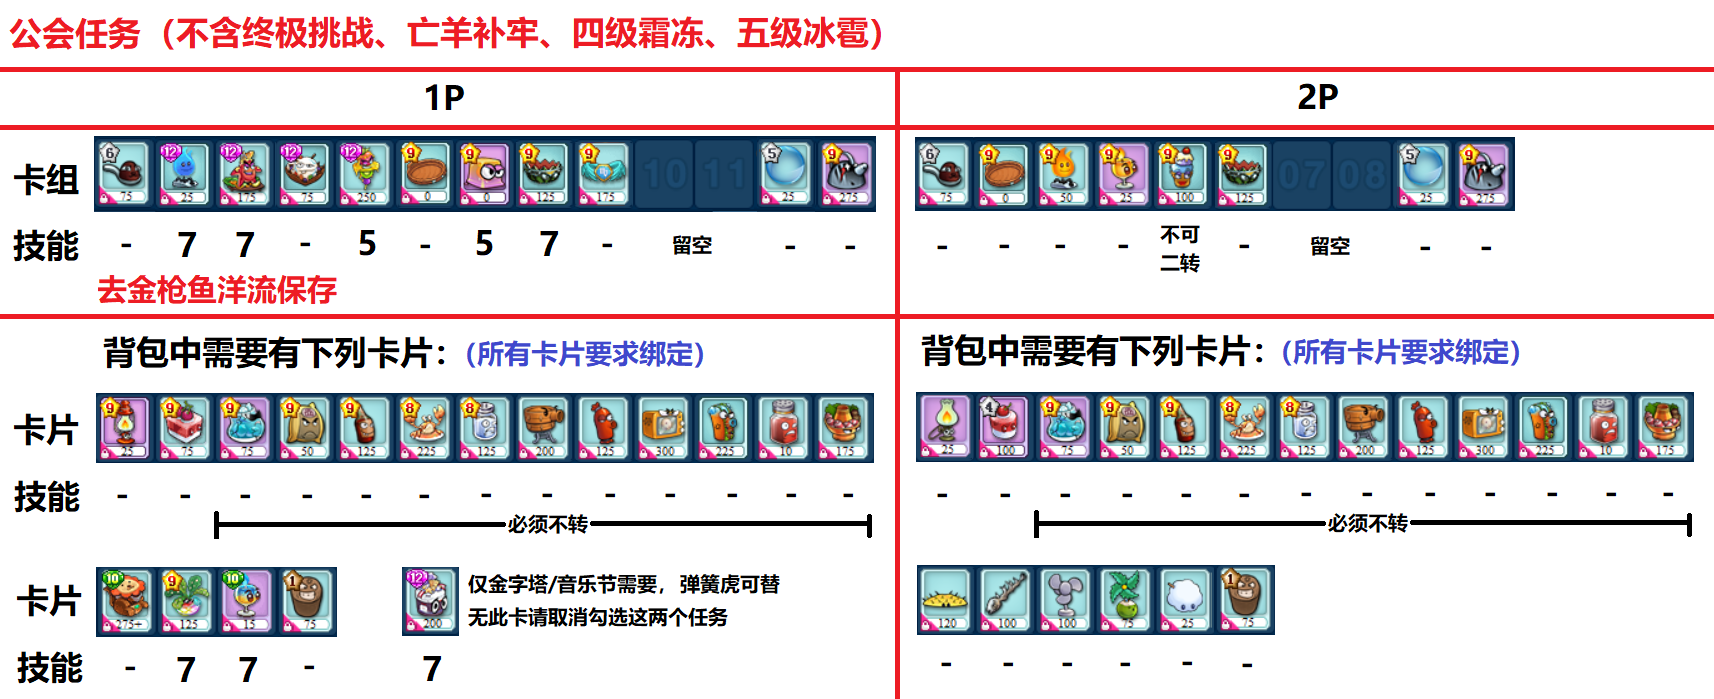 公会任务（不含终极挑战、亡羊补牢、四级霜冻、五级冰雹）
1P 2P
卡组 6 75 12 25 12 175 75 12 250 9 0 9 0 9 125 9 175 10 11 5 25 9 275
6 75 9 0 9 50 9 25 9 100 9 125 07 08 5 25 9 275
技能 - 7 7 - 5 - 5 7 - 留空 - -
- - - - 不可二转 - 留空 - -
去金枪鱼洋流保存
背包中需要有下列卡片：（所有卡片要求绑定）
背包中需要有下列卡片：（所有卡片要求绑定）
卡片 9 25 9 75 9 75 9 50 9 125 8 225 8 125 200 125 300 225 10 175
25 4 100 9 75 9 50 9 125 8 225 8 125 200 125 300 225 10 175
技能 - - - - - - - - - - - - -
- - - - - - - - - - - - -
必须不转
必须不转
卡片 10 275+ 9 125 10 15 1 75 12 200
仅金字塔/音乐节需要，弹簧虎可替
无此卡请取消勾选这两个任务
120 100 100 75 25 1 75
技能 - 7 7 - 7
- - - - - -